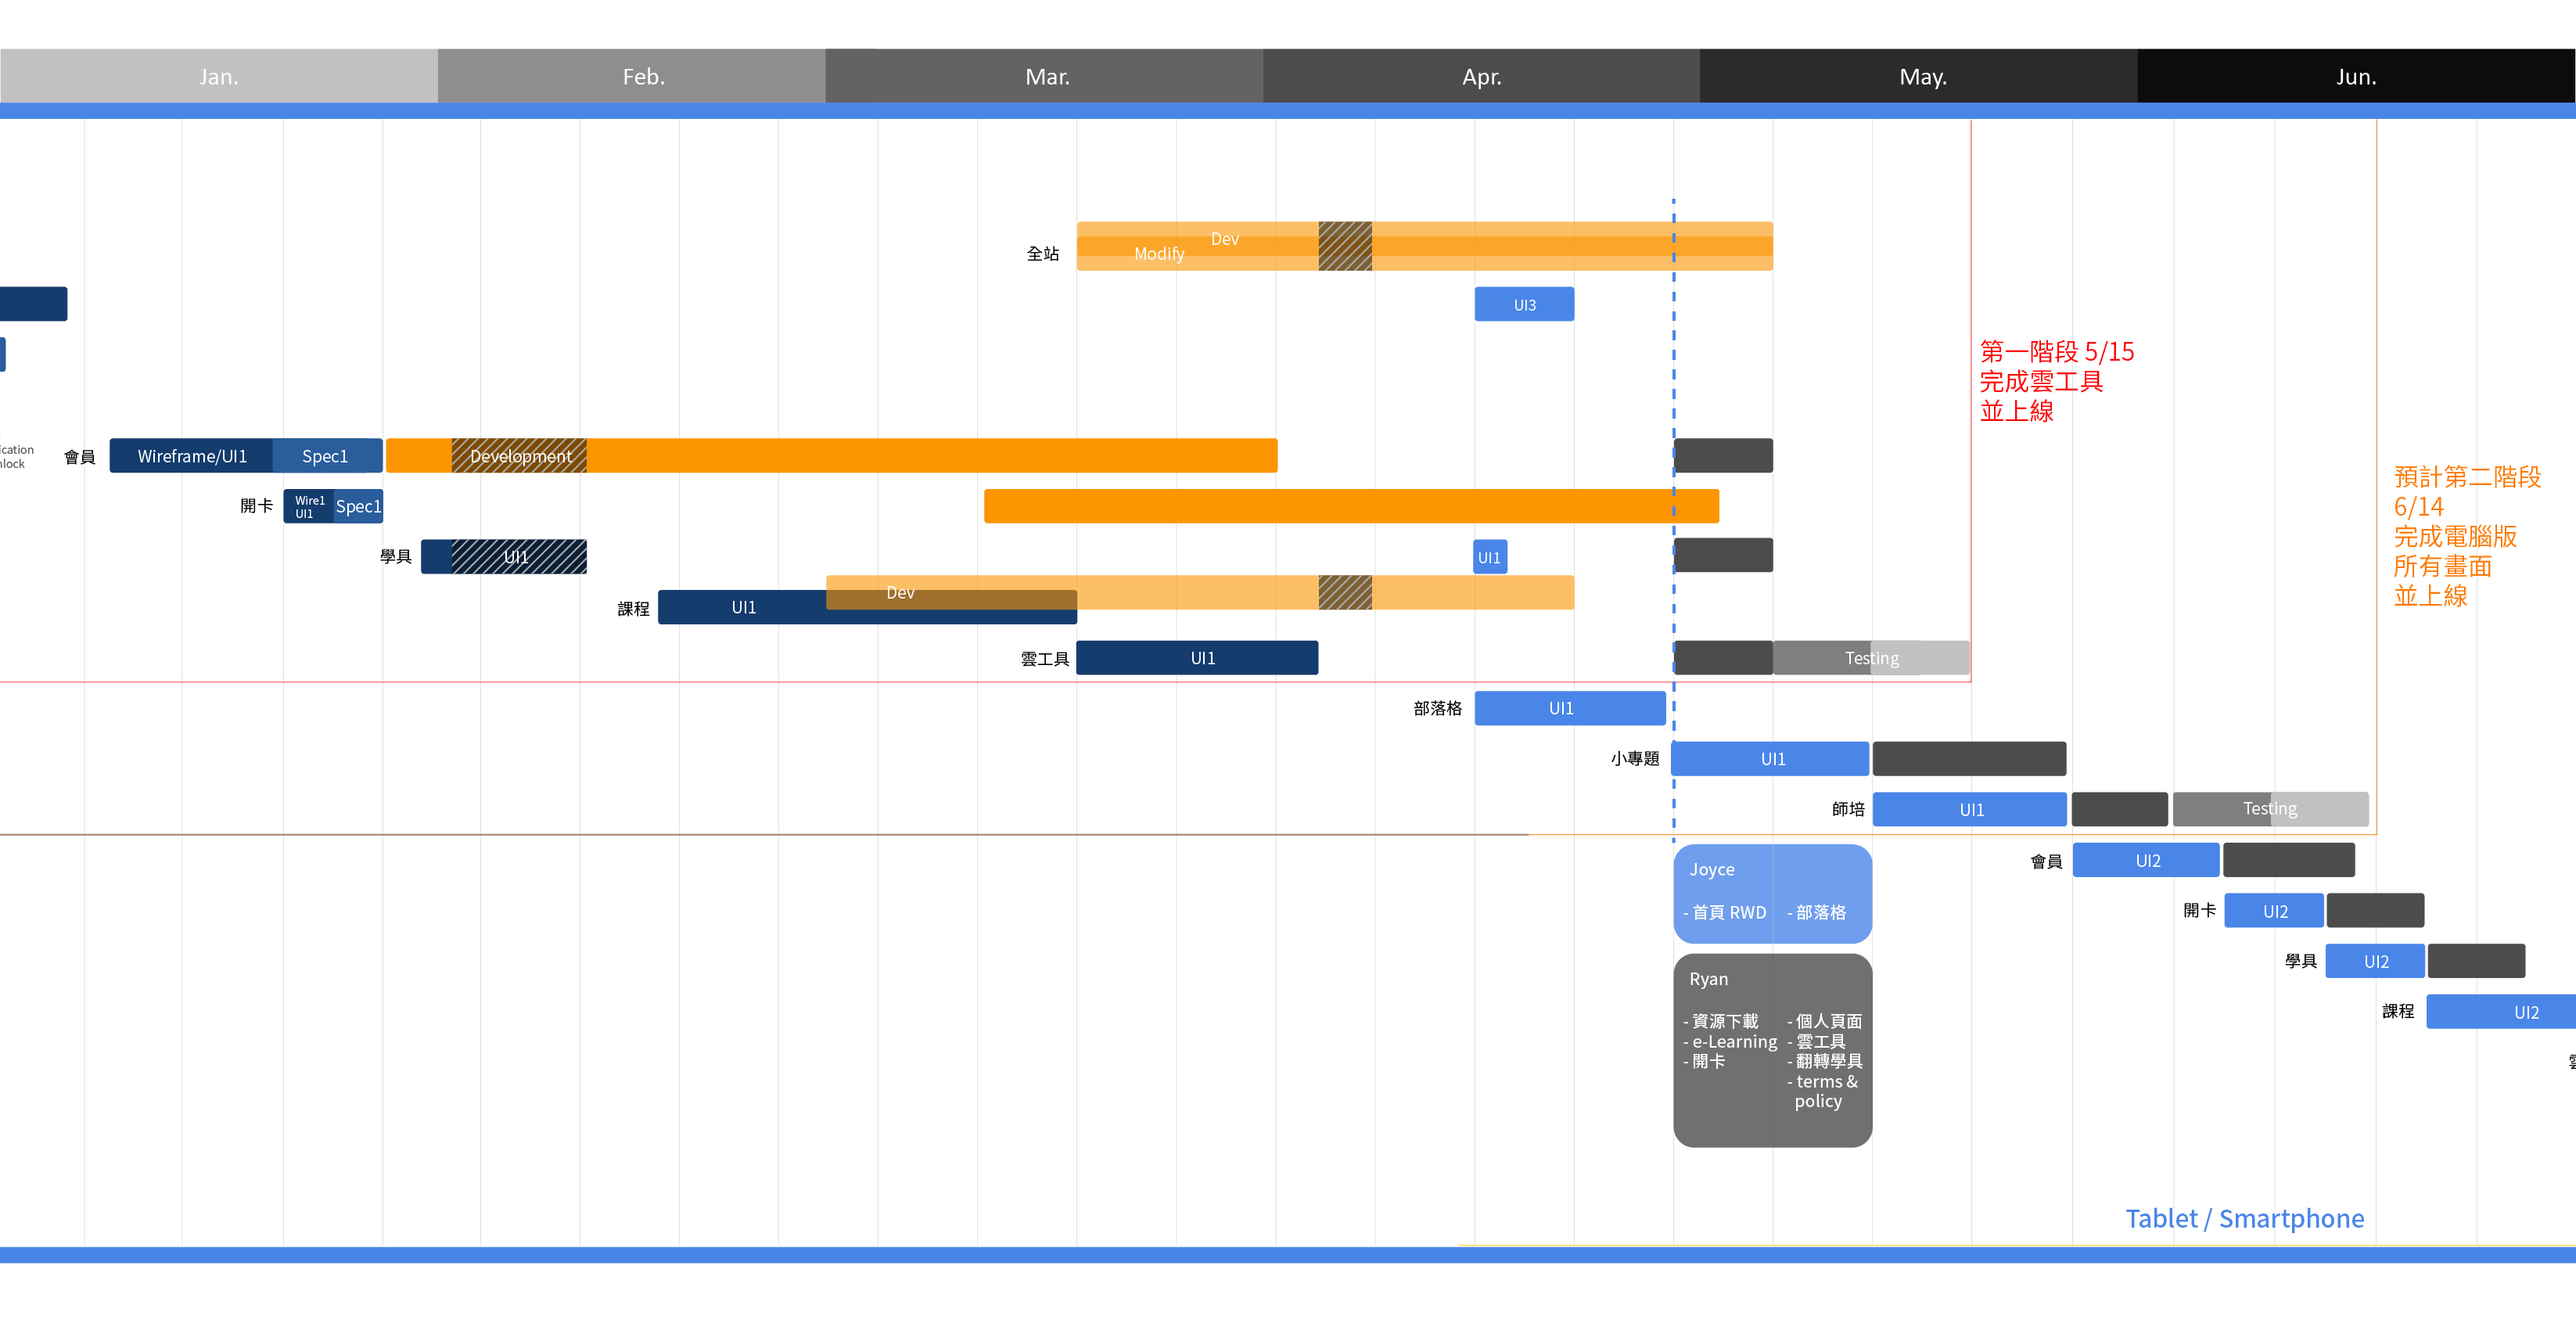 Jan.
Feb.
Mar.
Apr.
May.
Jun.
全站
Dev
Modify
UI3
第一階段 5/15
完成雲工具
並上線
ication
lock
會員
Wireframe/UI1
Spec1
Development
開卡
Wire1
UI1
Spec1
預計第二階段
6/14
完成電腦版
所有畫面
並上線
學具
UI1
UI1
課程
UI1
Dev
雲工具
UI1
Testing
部落格
UI1
小專題
UI1
師培
UI1
Testing
會員
UI2
開卡
UI2
學具
UI2
課程
UI2
Joyce
- 首頁 RWD
- 部落格
Ryan
- 資源下載
- e-Learning
- 開卡
- 個人頁面
- 雲工具
- 翻轉學具
- terms &
policy
Tablet / Smartphone